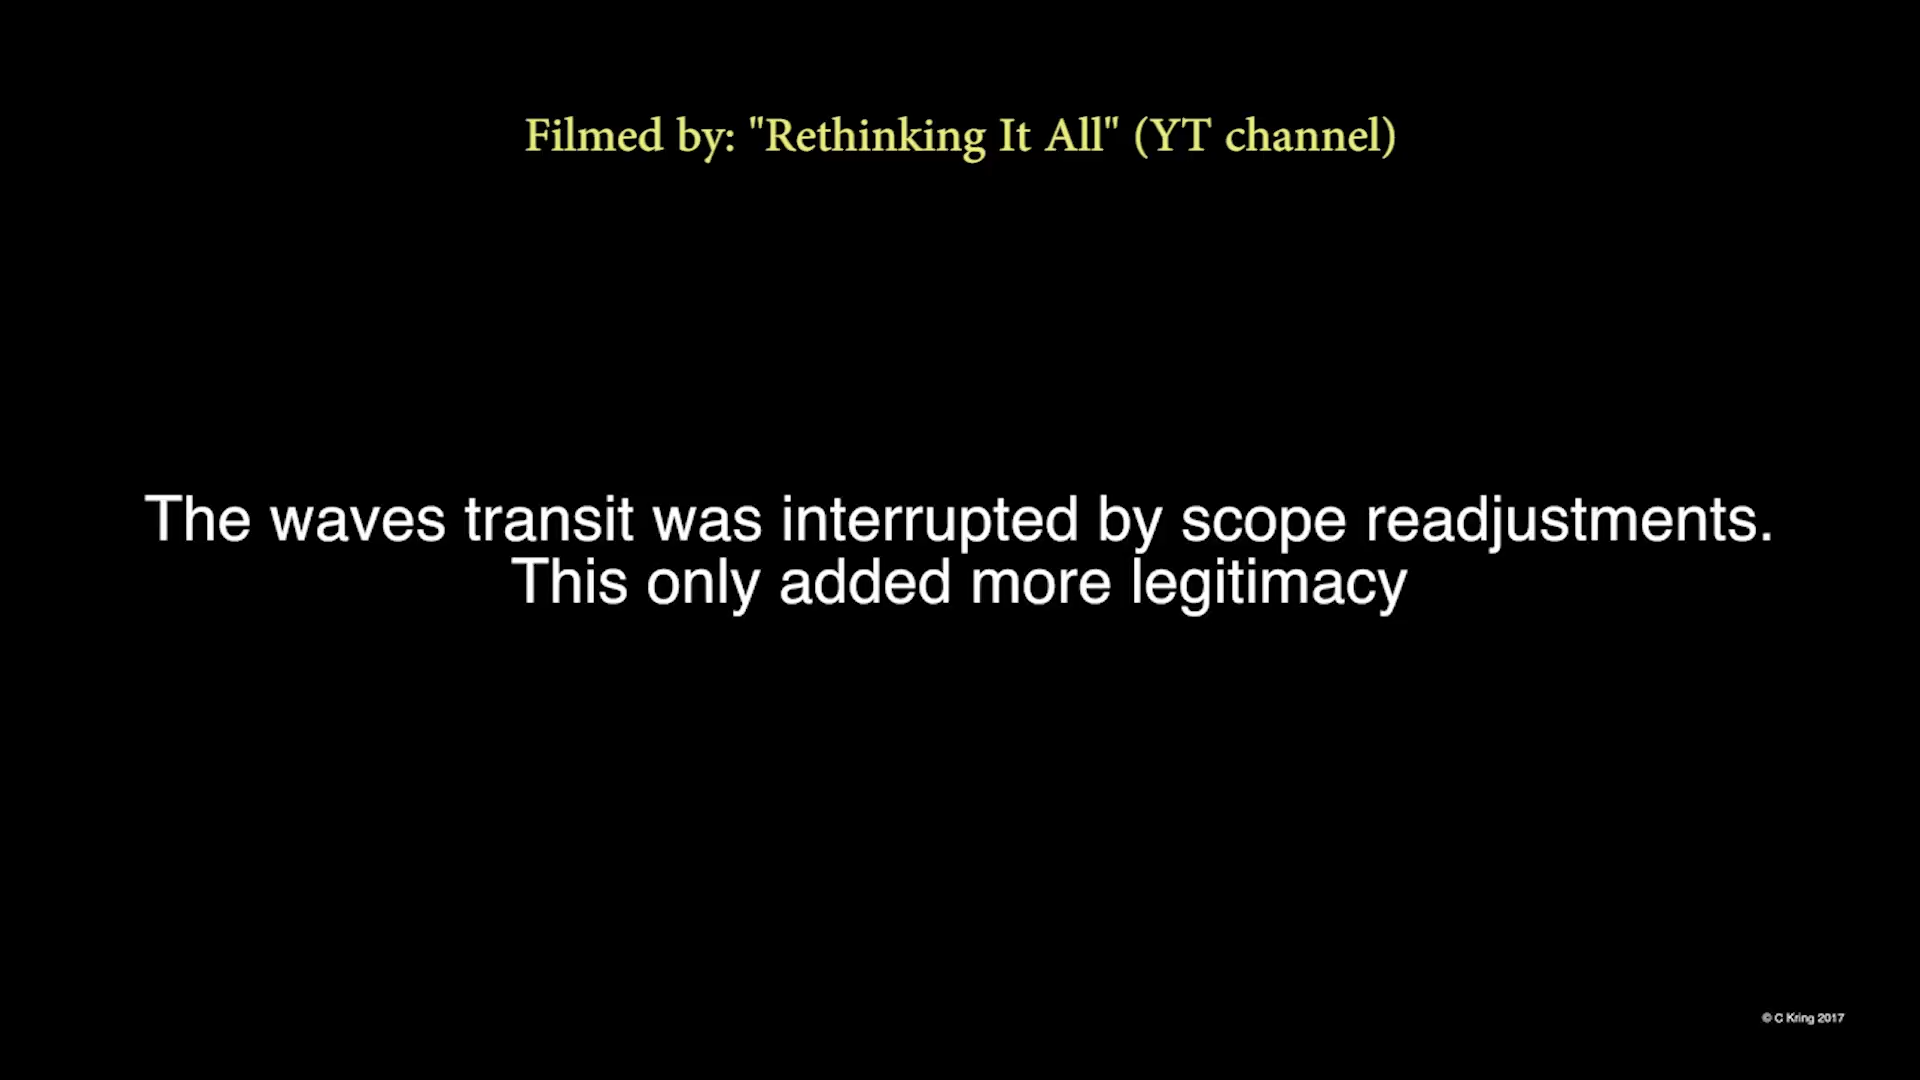 Filmed by: "Rethinking It All" (YT channel)
The waves transit was interrupted by scope readjustments.
This only added more legitimacy
© C Kring 2017